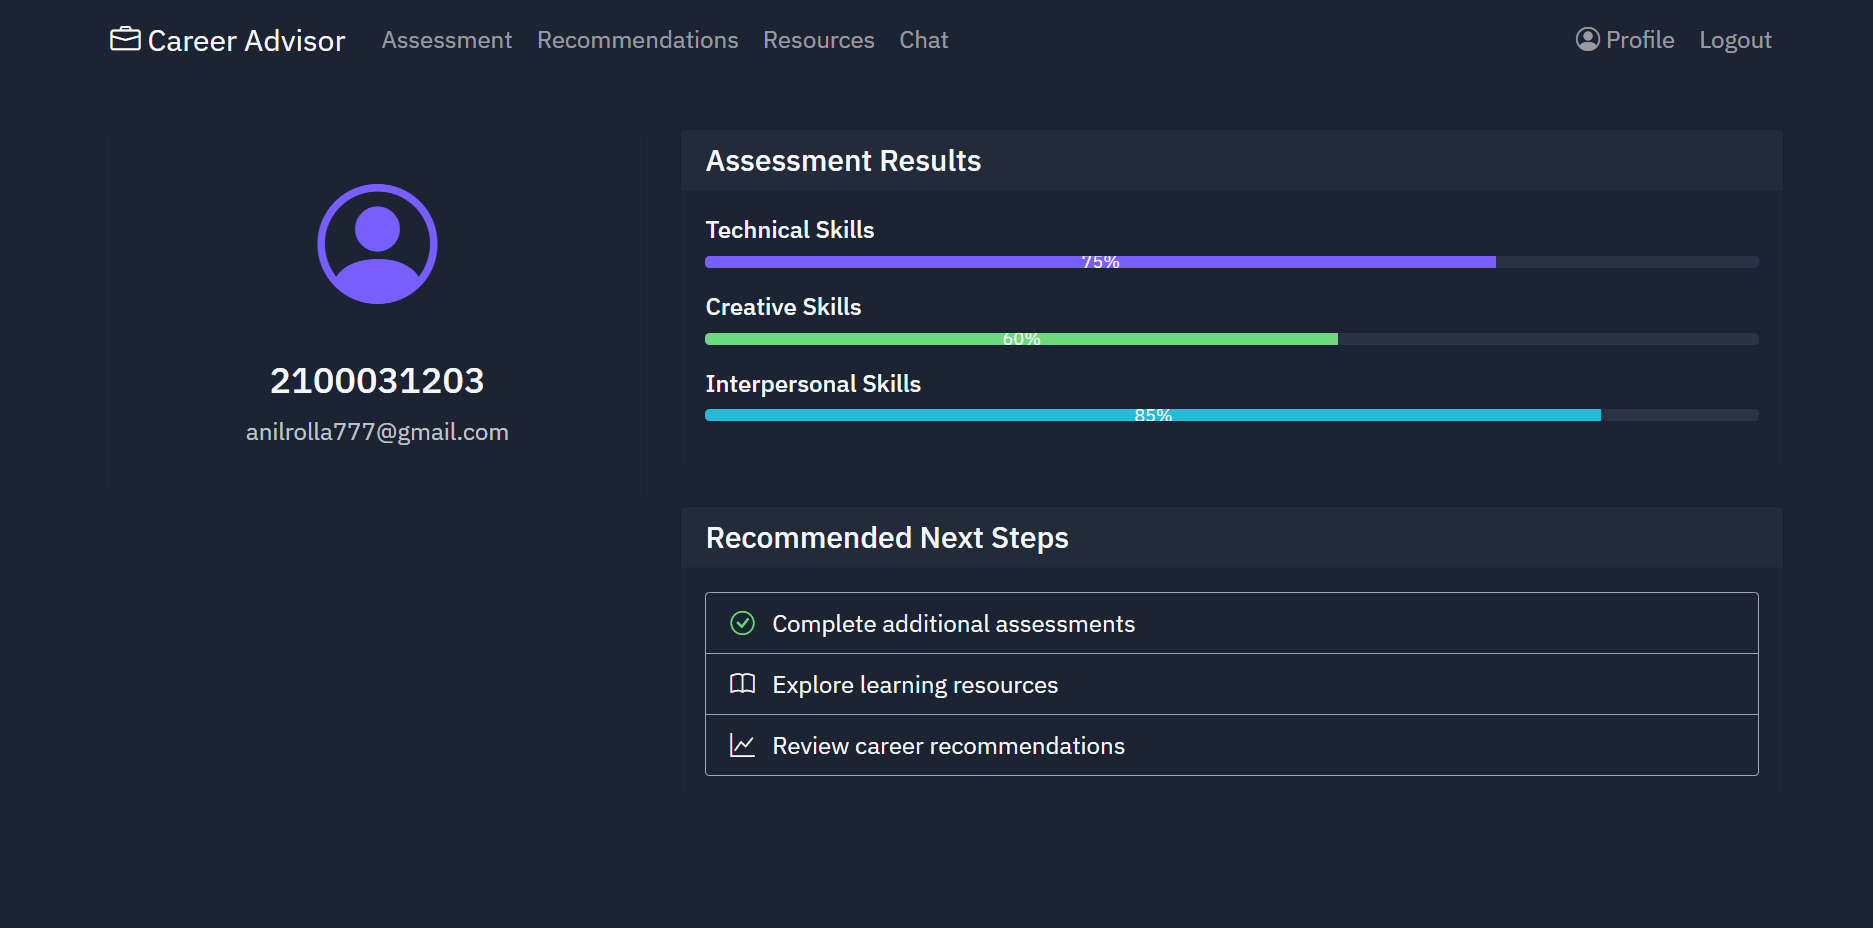 Career Advisor Assessment Recommendations Resources Chat Profile Logout
2100031203
anilrolla777@gmail.com
Assessment Results
Technical Skills
75%
Creative Skills
60%
Interpersonal Skills
85%
Recommended Next Steps
Complete additional assessments
Explore learning resources
Review career recommendations